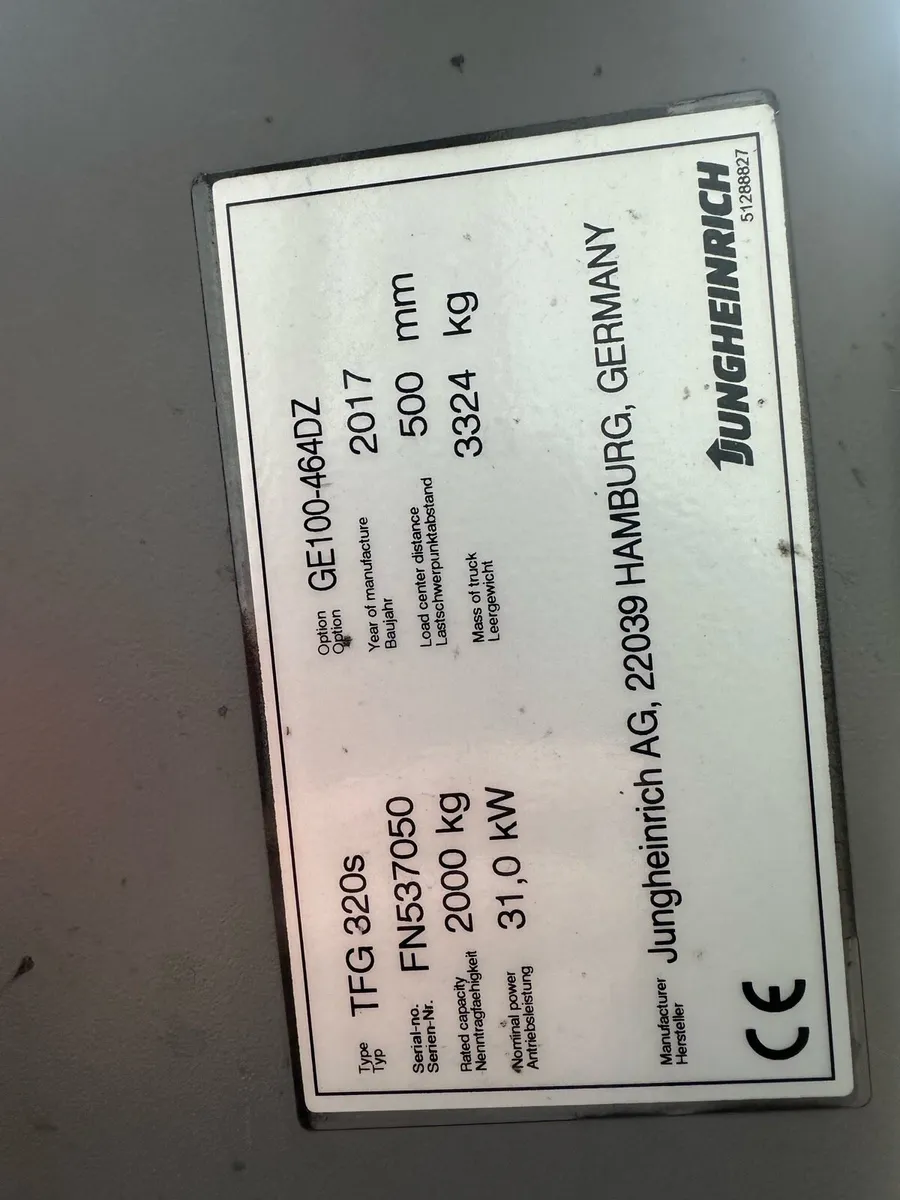 Type TFG 320s Option GE100-464DZ
Typ Option
Serial-no. FN537050 Year of manufacture 2017
Serien-Nr. Baujahr
Rated capacity 2000 kg Load center distance 500 mm
Nenntragfaehigkeit Lastschwerpunktabstand
Nominal power 31,0 kW Mass of truck 3324 kg
Antriebsleistung Leergewicht
Manufacturer Jungheinrich AG, 22039 HAMBURG, GERMANY
Hersteller
CE JUNGHEINRICH
51288827